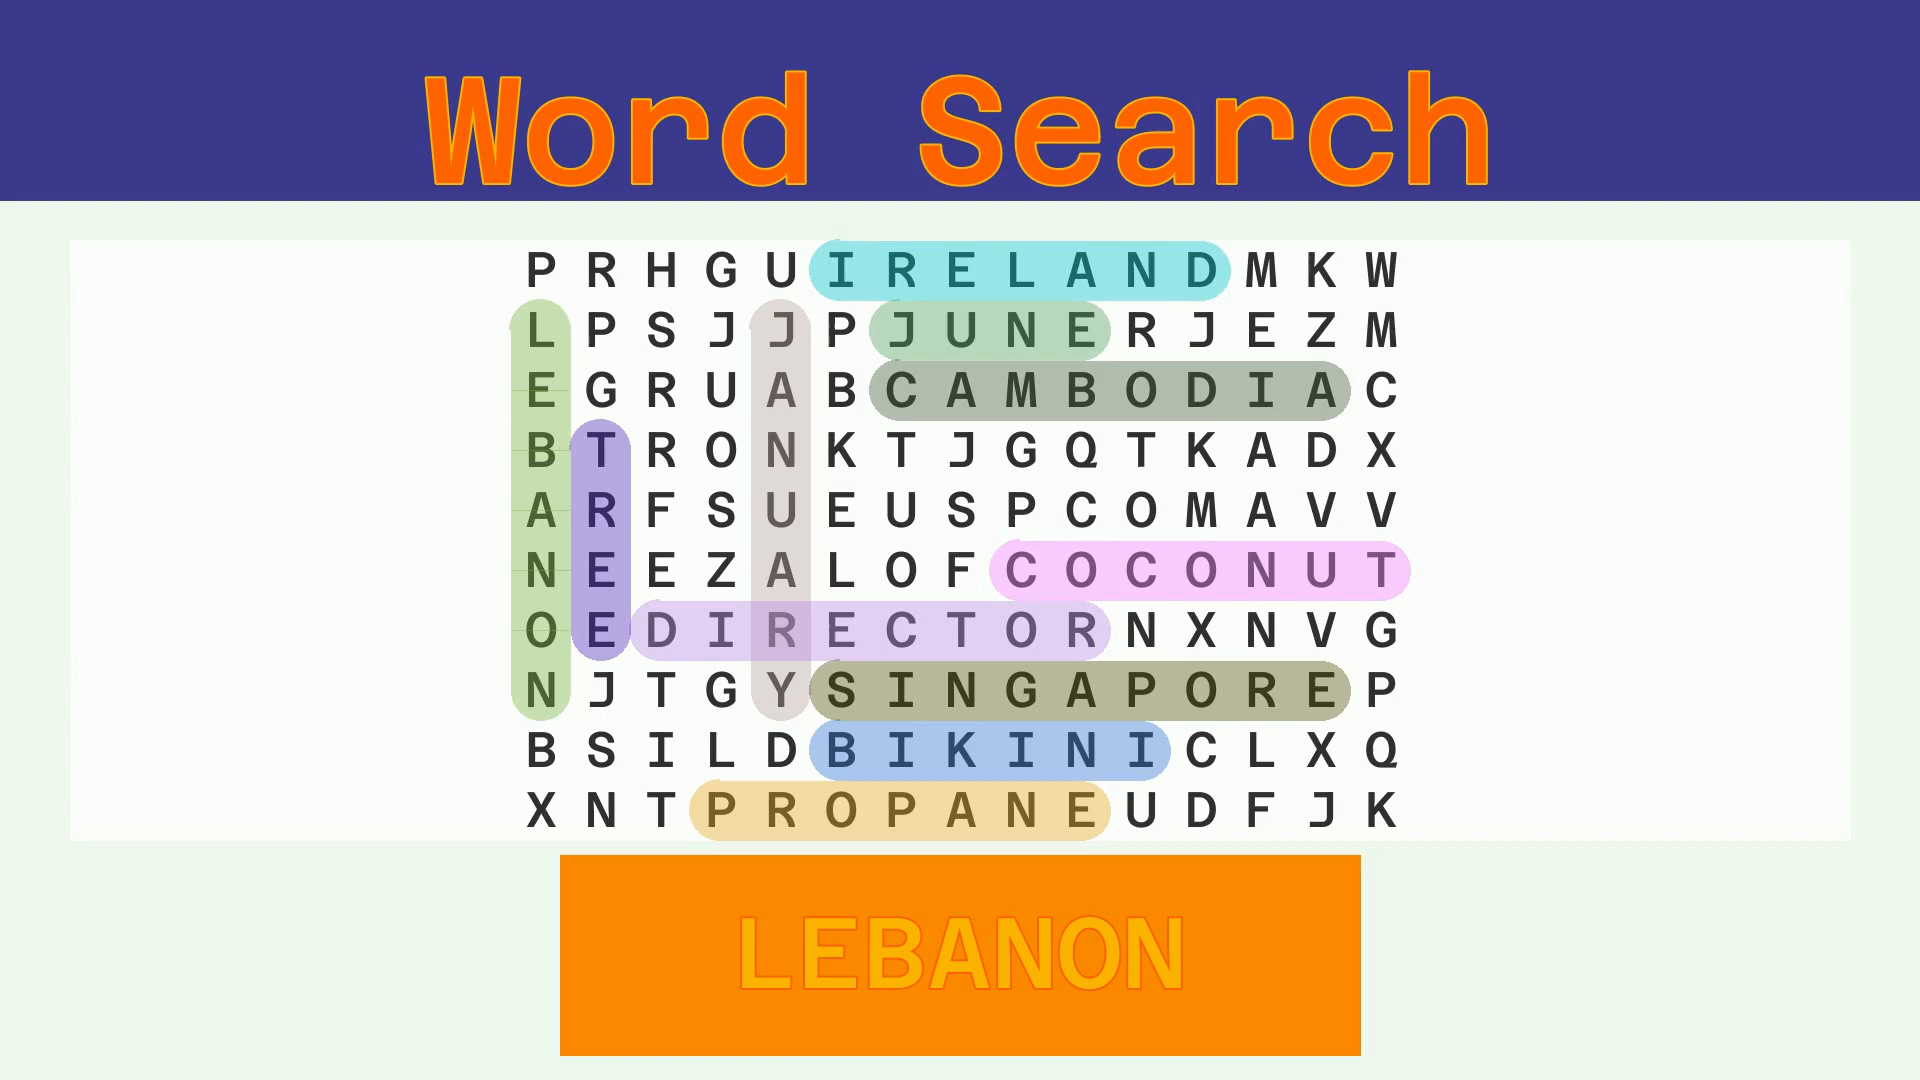 Word Search
P R H G U I R E L A N D M K W
L P S J J P J U N E R J E Z M
E G R U A B C A M B O D I A C
B T R O N K T J G Q T K A D X
A R F S U E U S P C O M A V V
N E E Z A L O F C O C O N U T
O E D I R E C T O R N X N V G
N J T G Y S I N G A P O R E P
B S I L D B I K I N I C L X Q
X N T P R O P A N E U D F J K
LEBANON